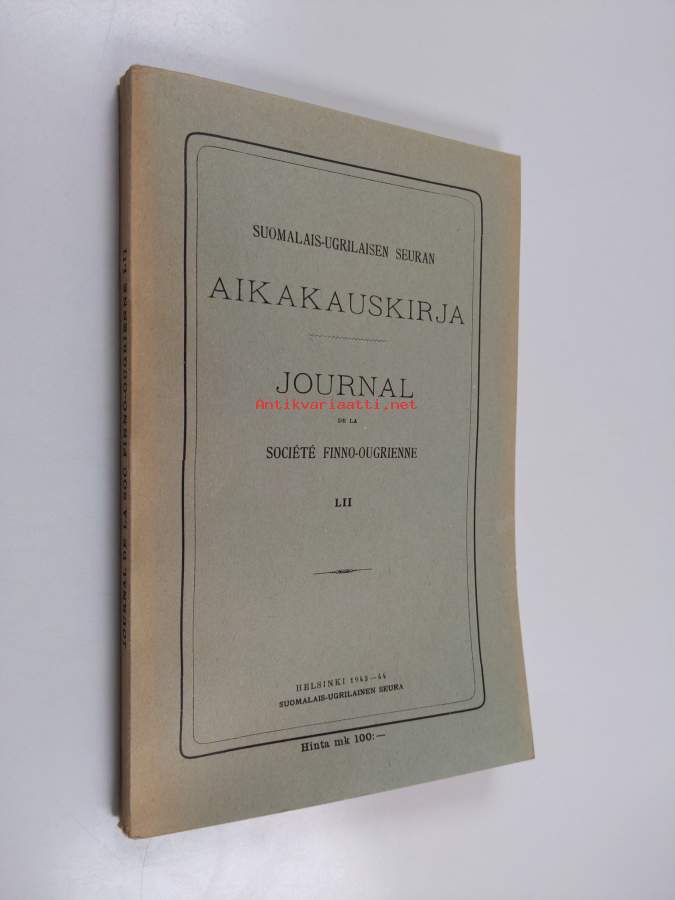 SUOMALAIS-UGRILAISEN SEURAN
AIKAKAUSKIRJA
JOURNAL
Antikvariaatti.net
DE LA
SOCIÉTÉ FINNO-OUGRIENNE
LII
HELSINKI 1943–44
SUOMALAIS-UGRILAINEN SEURA
Hinta mk 100:—
JOURNAL DE LA SOC FINNO-OUGRIENNE LII